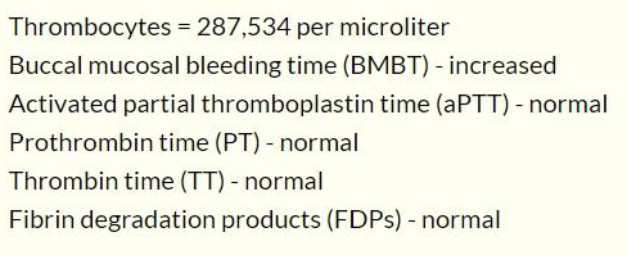 Thrombocytes = 287,534 per microliter
Buccal mucosal bleeding time (BMBT) - increased
Activated partial thromboplastin time (aPTT) - normal
Prothrombin time (PT) - normal
Thrombin time (TT) - normal
Fibrin degradation products (FDPs) - normal